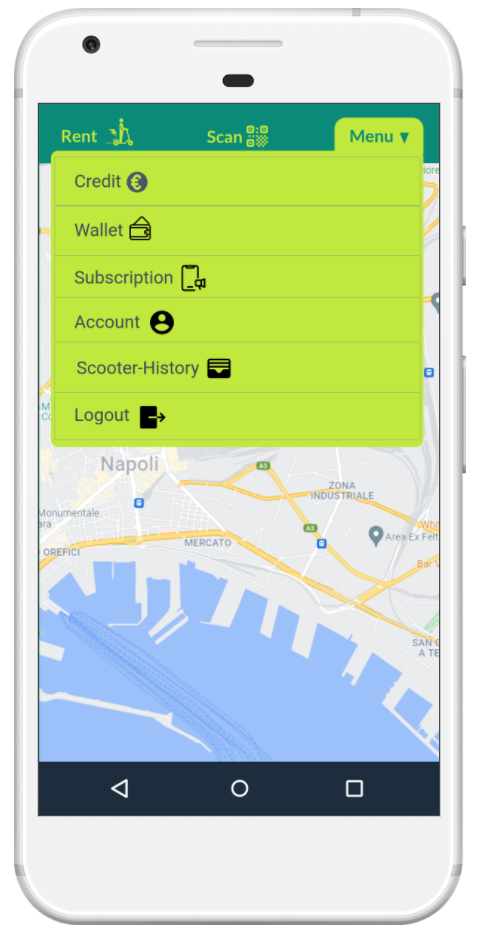 Rent
Scan
Menu ▼
Credit
Wallet
Subscription
Account
Scooter-History
Logout
Napoli
A3
ZONA
INDUSTRIALE
Monumentale
A3
OREFICI
MERCATO
Area Ex
Bar
SAN
A TE